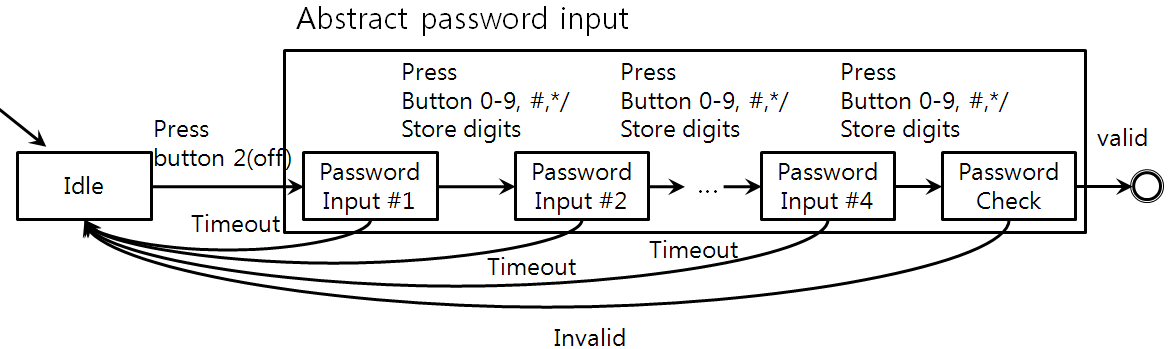 Abstract password input
Press
Button 0-9, #,*/
Store digits
Press
Button 0-9, #,*/
Store digits
Press
Button 0-9, #,*/
Store digits
Press
button 2(off)
valid
Idle
Password
Input #1
Password
Input #2
...
Password
Input #4
Password
Check
Timeout
Timeout
Timeout
Invalid